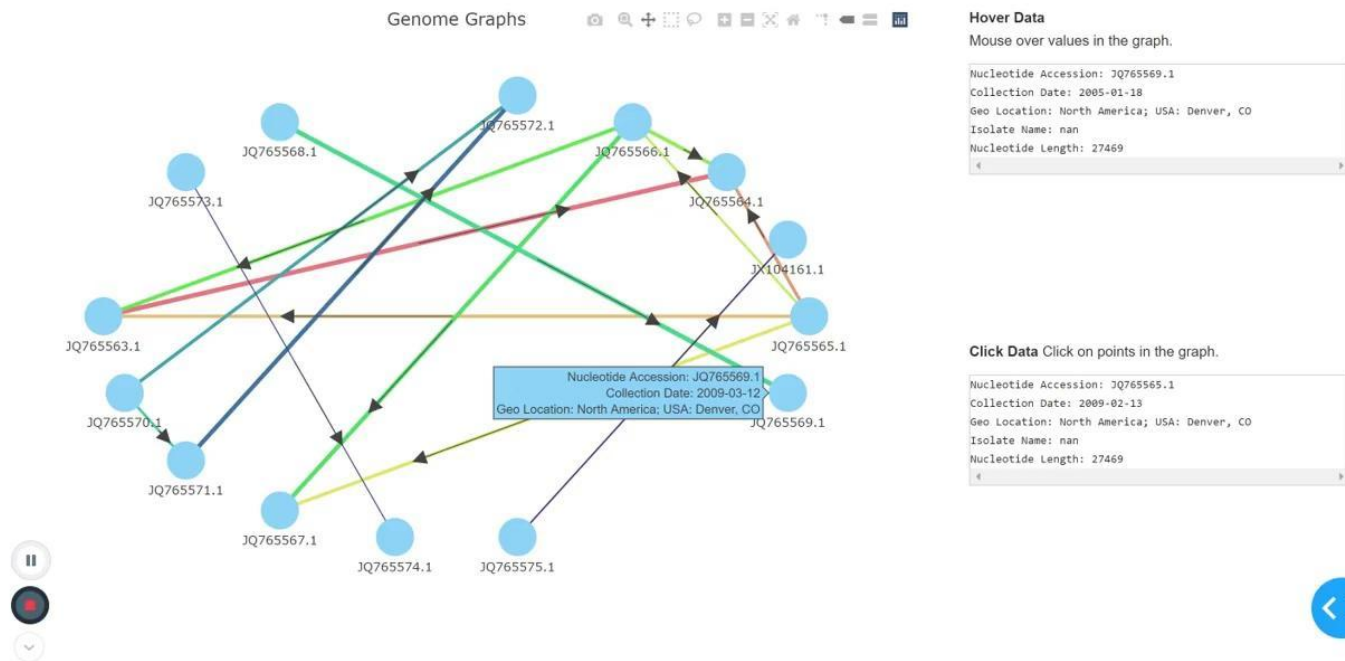 Genome Graphs
JQ765572.1
JQ765568.1
JQ765566.1
JQ765573.1
JQ765564.1
JX104161.1
JQ765563.1
JQ765565.1
Nucleotide Accession: JQ765569.1
Collection Date: 2009-03-12
Geo Location: North America; USA: Denver, CO
JQ765570.1
JQ765569.1
JQ765571.1
JQ765567.1
JQ765574.1
JQ765575.1
Hover Data
Mouse over values in the graph.
Nucleotide Accession: JQ765569.1
Collection Date: 2005-01-18
Geo Location: North America; USA: Denver, CO
Isolate Name: nan
Nucleotide Length: 27469
Click Data Click on points in the graph.
Nucleotide Accession: JQ765565.1
Collection Date: 2009-02-13
Geo Location: North America; USA: Denver, CO
Isolate Name: nan
Nucleotide Length: 27469